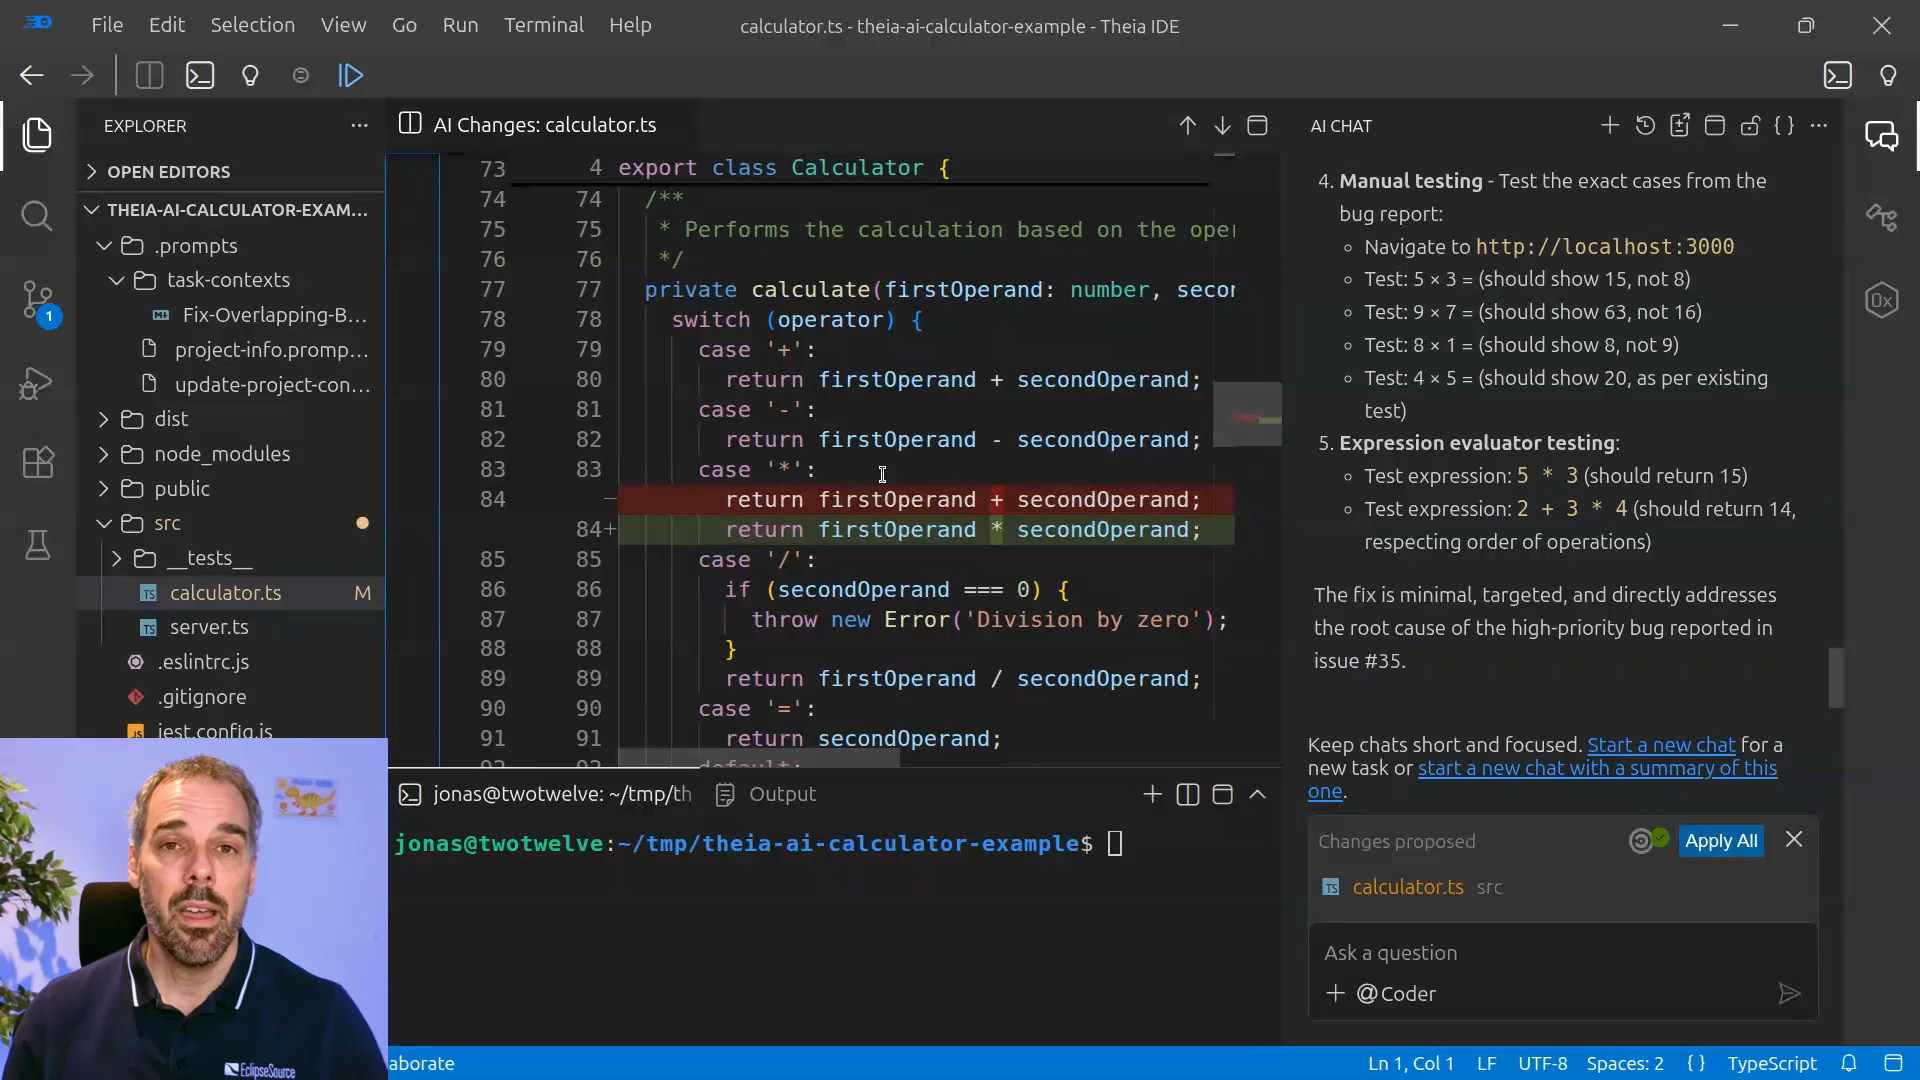 File Edit Selection View Go Run Terminal Help
calculator.ts - theia-ai-calculator-example - Theia IDE
EXPLORER
OPEN EDITORS
THEIA-AI-CALCULATOR-EXAM...
.prompts
task-contexts
Fix-Overlapping-B...
project-info.promp...
update-project-con...
dist
node_modules
public
src
__tests__
calculator.ts M
server.ts
.eslintrc.js
.gitignore
jest.config.js
1
AI Changes: calculator.ts
73 4 export class Calculator {
74 74 /**
75 75 * Performs the calculation based on the oper
76 76 */
77 77 private calculate(firstOperand: number, secon
78 78 switch (operator) {
79 79 case '+':
80 80 return firstOperand + secondOperand;
81 81 case '-':
82 82 return firstOperand - secondOperand;
83 83 case '*':
84 — return firstOperand + secondOperand;
84+ return firstOperand * secondOperand;
85 85 case '/':
86 86 if (secondOperand === 0) {
87 87 throw new Error('Division by zero');
88 88 }
89 89 return firstOperand / secondOperand;
90 90 case '=':
91 91 return secondOperand;
92 92 default:
jonas@twotwelve: ~/tmp/th Output
jonas@twotwelve:~/tmp/theia-ai-calculator-example$
AI CHAT
4. Manual testing - Test the exact cases from the
bug report:
Navigate to http://localhost:3000
Test: 5 × 3 = (should show 15, not 8)
Test: 9 × 7 = (should show 63, not 16)
Test: 8 × 1 = (should show 8, not 9)
Test: 4 × 5 = (should show 20, as per existing
test)
5. Expression evaluator testing:
Test expression: 5 * 3 (should return 15)
Test expression: 2 + 3 * 4 (should return 14,
respecting order of operations)
The fix is minimal, targeted, and directly addresses
the root cause of the high-priority bug reported in
issue #35.
Keep chats short and focused. Start a new chat for a
new task or start a new chat with a summary of this
one.
Changes proposed Apply All
calculator.ts src
Ask a question
@Coder
0x
EclipseSource
aborate
Ln 1, Col 1 LF UTF-8 Spaces: 2 {} TypeScript